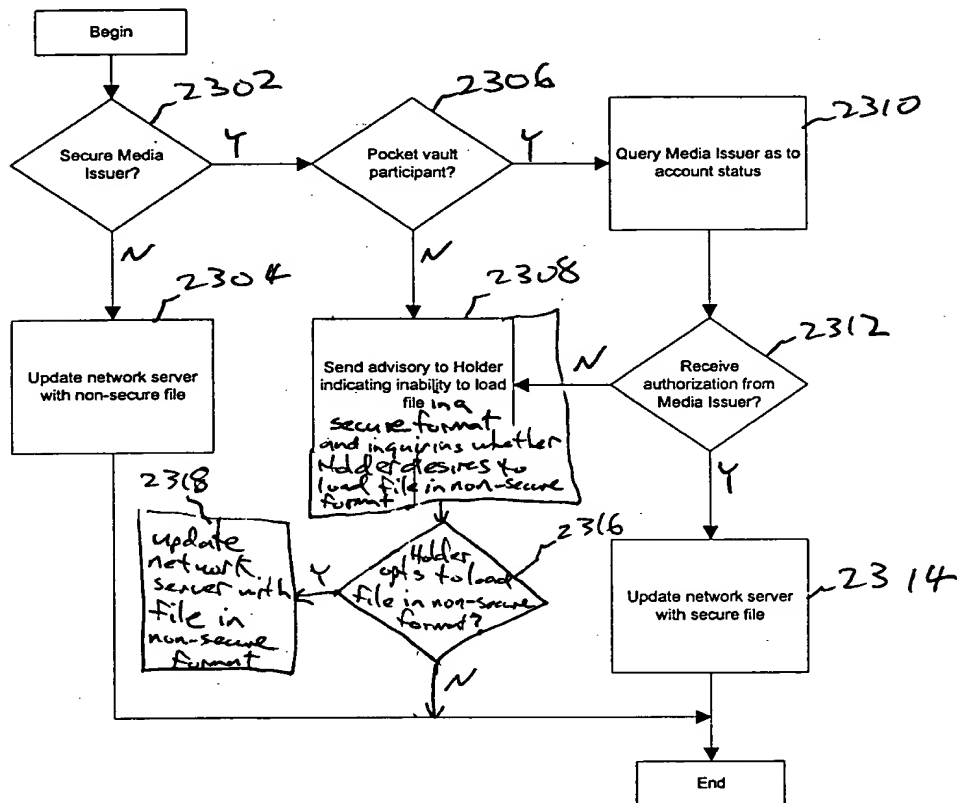 Begin
2302
Secure Media
Issuer?
Y
N
2306
Pocket vault
participant?
Y
N
2310
Query Media Issuer as to
account status
2304
Update network server
with non-secure file
2308
Send advisory to Holder
indicating inability to load
file in a
secure format
and inquiring whether
Holder desires to
load file in non-secure
format
2312
Receive
authorization from
Media Issuer?
N
Y
2318
update
network
server with
file in
non-secure
format
2316
Holder
opts to load
file in non-secure
format?
Y
N
2314
Update network server
with secure file
End